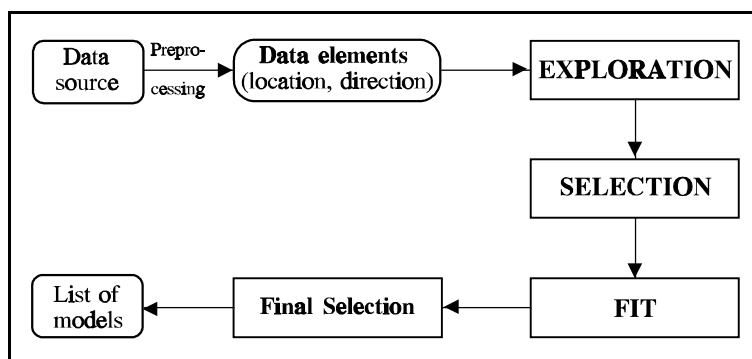 Data
source
Prepro-
cessing
Data elements
(location, direction)
EXPLORATION
SELECTION
FIT
Final Selection
List of
models